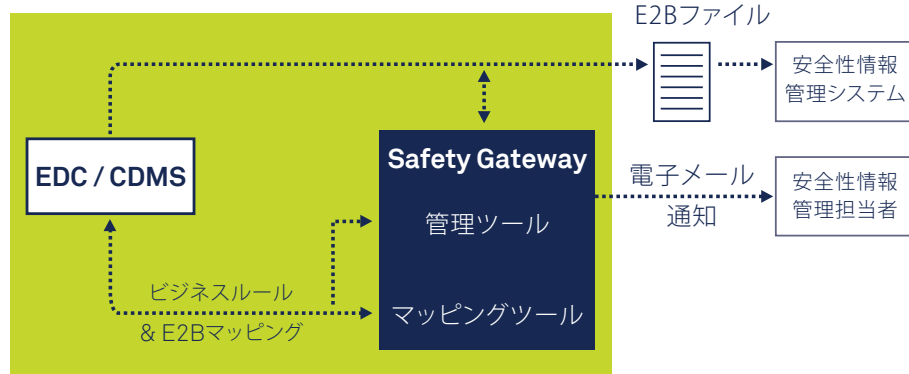 E2Bファイル
安全性情報
管理システム
EDC / CDMS
Safety Gateway
管理ツール
マッピングツール
電子メール
通知
安全性情報
管理担当者
ビジネスルール
& E2Bマッピング